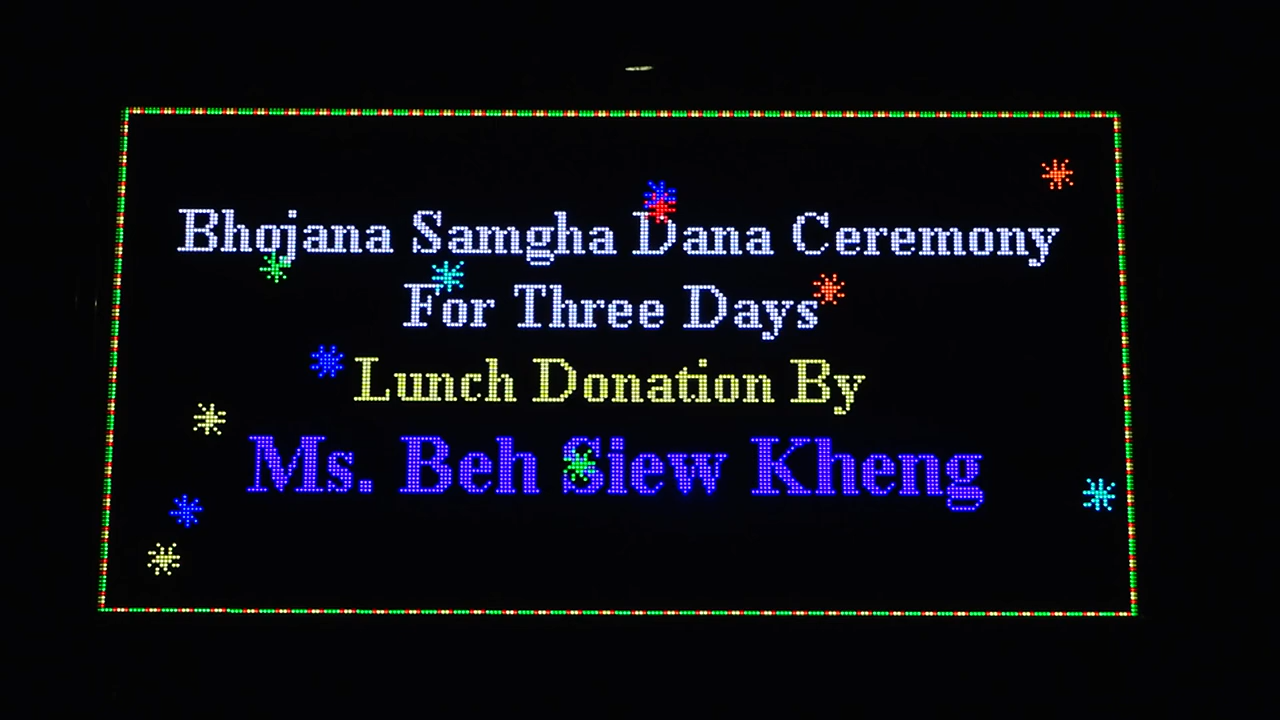 Bhojana Samgha Dana Ceremony
For Three Days
Lunch Donation By
Ms. Beh Siew Kheng